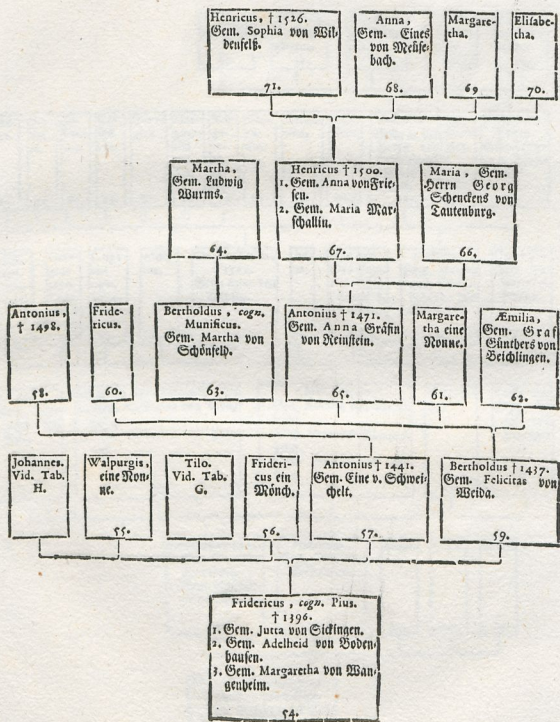 Henricus, † 1526.
Gem. Sophia von Wil-
denfelß.
71.
Anna,
Gem. Eines
von Meuse-
bach.
68.
Margare-
tha.
69
Elisabe-
tha.
70.
Martha,
Gem. Ludwig
Wurms.
64.
Henricus † 1500.
1. Gem. Anna von Frie-
sen.
2. Gem. Maria Mar-
schallin.
67.
Maria, Gem.
Herrn Georg
Schenckens von
Tautenburg.
66.
Antonius,
† 1498.
58.
Fride-
ricus.
60.
Bertholdus, cogn.
Munificus.
Gem. Martha von
Schönfeld.
63.
Antonius † 1471.
Gem. Anna Gräfin
von Reinstein.
65.
Margare-
tha eine
Nonne.
61.
Æmilia,
Gem. Graf
Günthers von
Beichlingen.
62.
Johannes.
Vid. Tab.
H.
Walpurgis,
eine Non-
ne.
55.
Tilo.
Vid. Tab.
G.
Frideri-
cus ein
Mönch.
56.
Antonius † 1441.
Gem. Eine v. Schwei-
chelt.
57.
Bertholdus † 1437.
Gem. Felicitas von
Weida.
59.
Fridericus, cogn. Pius.
† 1396.
1. Gem. Jutta von Sickingen.
2. Gem. Adelheid von Boden-
hausen.
3. Gem. Margaretha von Wan-
genheim.
54.